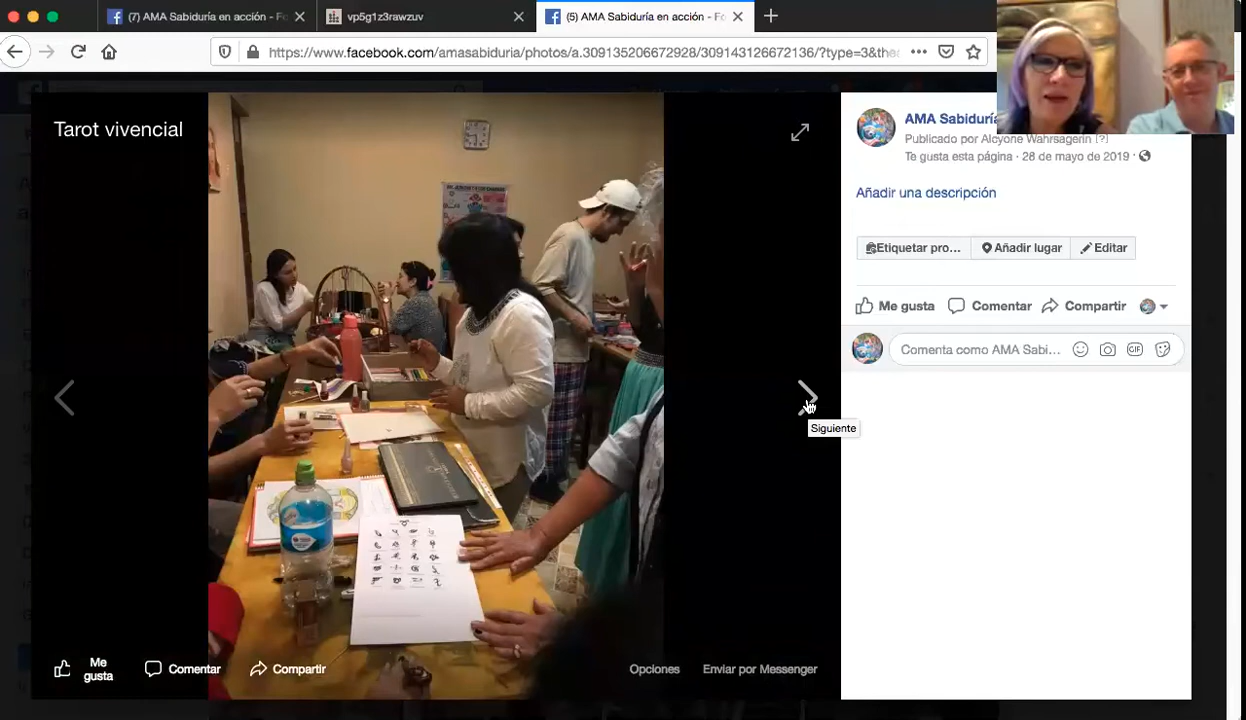 (7) AMA Sabiduría en acción - Fa
vp5g1z3rawzuv
(5) AMA Sabiduría en acción - Fa
https://www.facebook.com/amasabiduria/photos/a.309135206672928/309143126672136/?type=3&the
Tarot vivencial
AMA Sabiduría
Publicado por Alcyone Wahrsagerin [?]
Te gusta esta página · 28 de mayo de 2019 ·
Añadir una descripción
Etiquetar pro...
Añadir lugar
Editar
Me gusta
Comentar
Compartir
Comenta como AMA Sabi...
GIF
Siguiente
Me gusta
Comentar
Compartir
Opciones
Enviar por Messenger